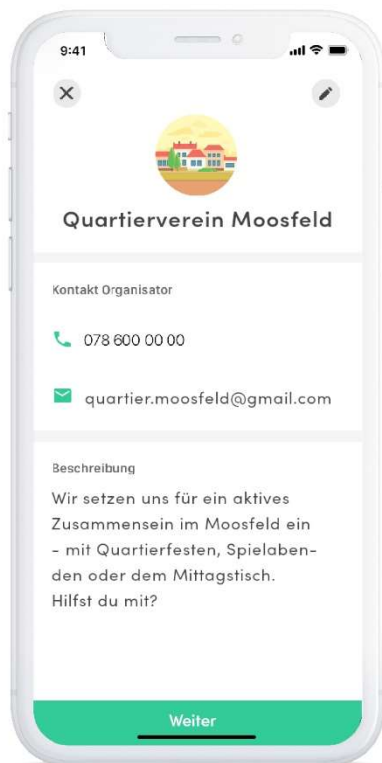 9:41
Quartierverein Moosfeld
Kontakt Organisator
078 600 00 00
quartier.moosfeld@gmail.com
Beschreibung
Wir setzen uns für ein aktives
Zusammensein im Moosfeld ein
- mit Quartierfesten, Spielaben-
den oder dem Mittagstisch.
Hilfst du mit?
Weiter